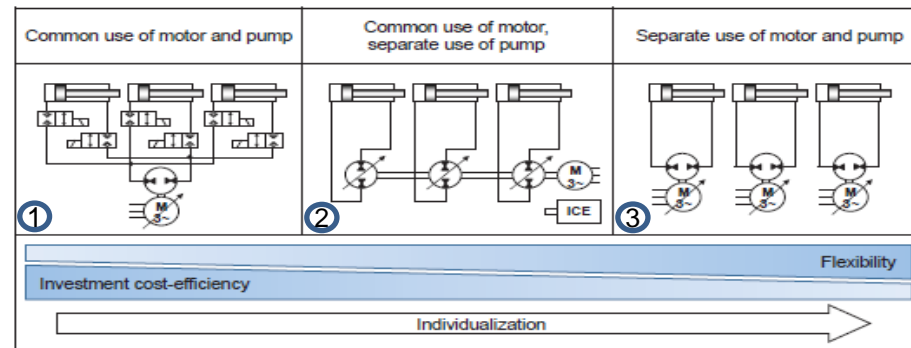 Common use of motor and pump
Common use of motor,
separate use of pump
Separate use of motor and pump
M
3~
1
M
3~
ICE
2
M
3~
M
3~
M
3~
3
Flexibility
Investment cost-efficiency
Individualization